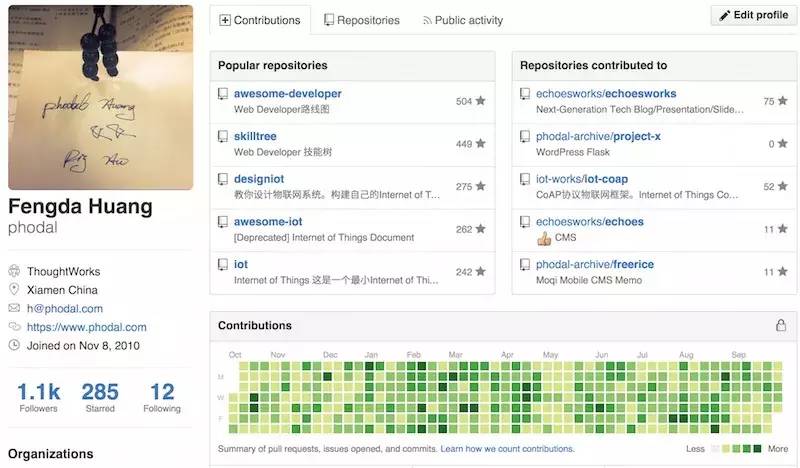 Contributions
Repositories
Public activity
Edit profile
phodal Huang
Fengda Huang
phodal
ThoughtWorks
Xiamen China
h@phodal.com
https://www.phodal.com
Joined on Nov 8, 2010
1.1k 285 12
Followers Starred Following
Organizations
Popular repositories
awesome-developer
Web Developer路线图
504
skilltree
Web Developer 技能树
449
designiot
教你设计物联网系统。构建自己的Internet of T…
275
awesome-iot
[Deprecated] Internet of Things Document
262
iot
Internet of Things 这是一个最小Internet of Thi…
242
Repositories contributed to
echoesworks/echoesworks
Next-Generation Tech Blog/Presentation/Slide…
75
phodal-archive/project-x
WordPress Flask
0
iot-works/iot-coap
CoAP协议物联网框架。Internet of Things Co…
52
echoesworks/echoes
CMS
11
phodal-archive/freerice
Moqi Mobile CMS Memo
11
Contributions
Oct Nov Dec Jan Feb Mar Apr May Jun Jul Aug Sep
M
W
F
Summary of pull requests, issues opened, and commits. Learn how we count contributions.
Less More